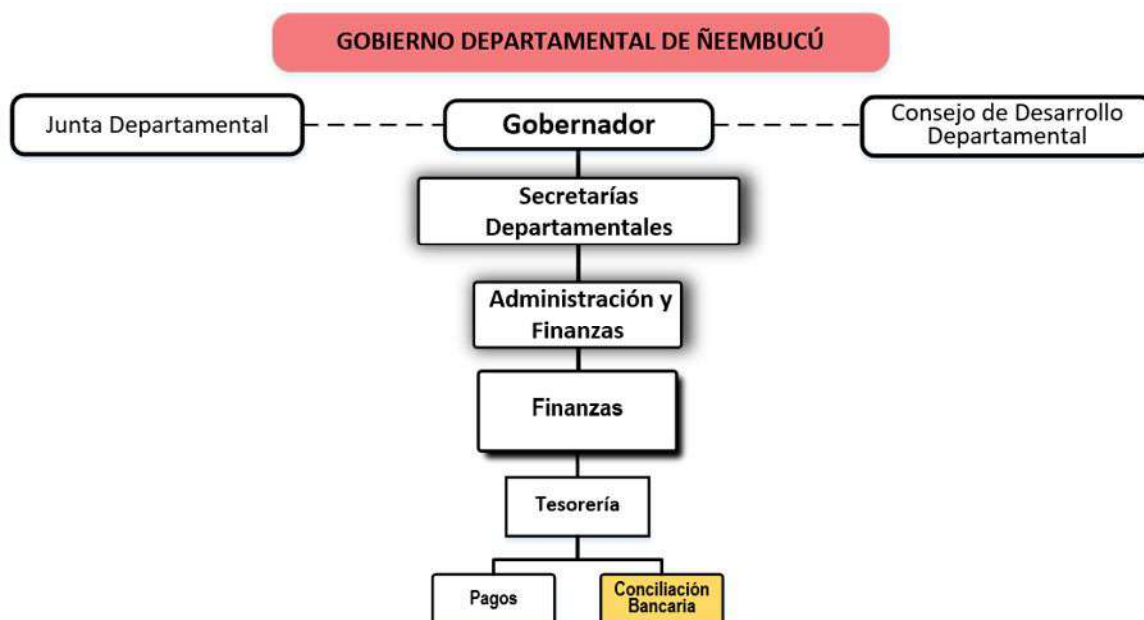 GOBIERNO DEPARTAMENTAL DE ÑEEMBUCÚ
Junta Departamental
Gobernador
Consejo de Desarrollo
Departamental
Secretarías
Departamentales
Administración y
Finanzas
Finanzas
Tesorería
Pagos
Conciliación
Bancaria